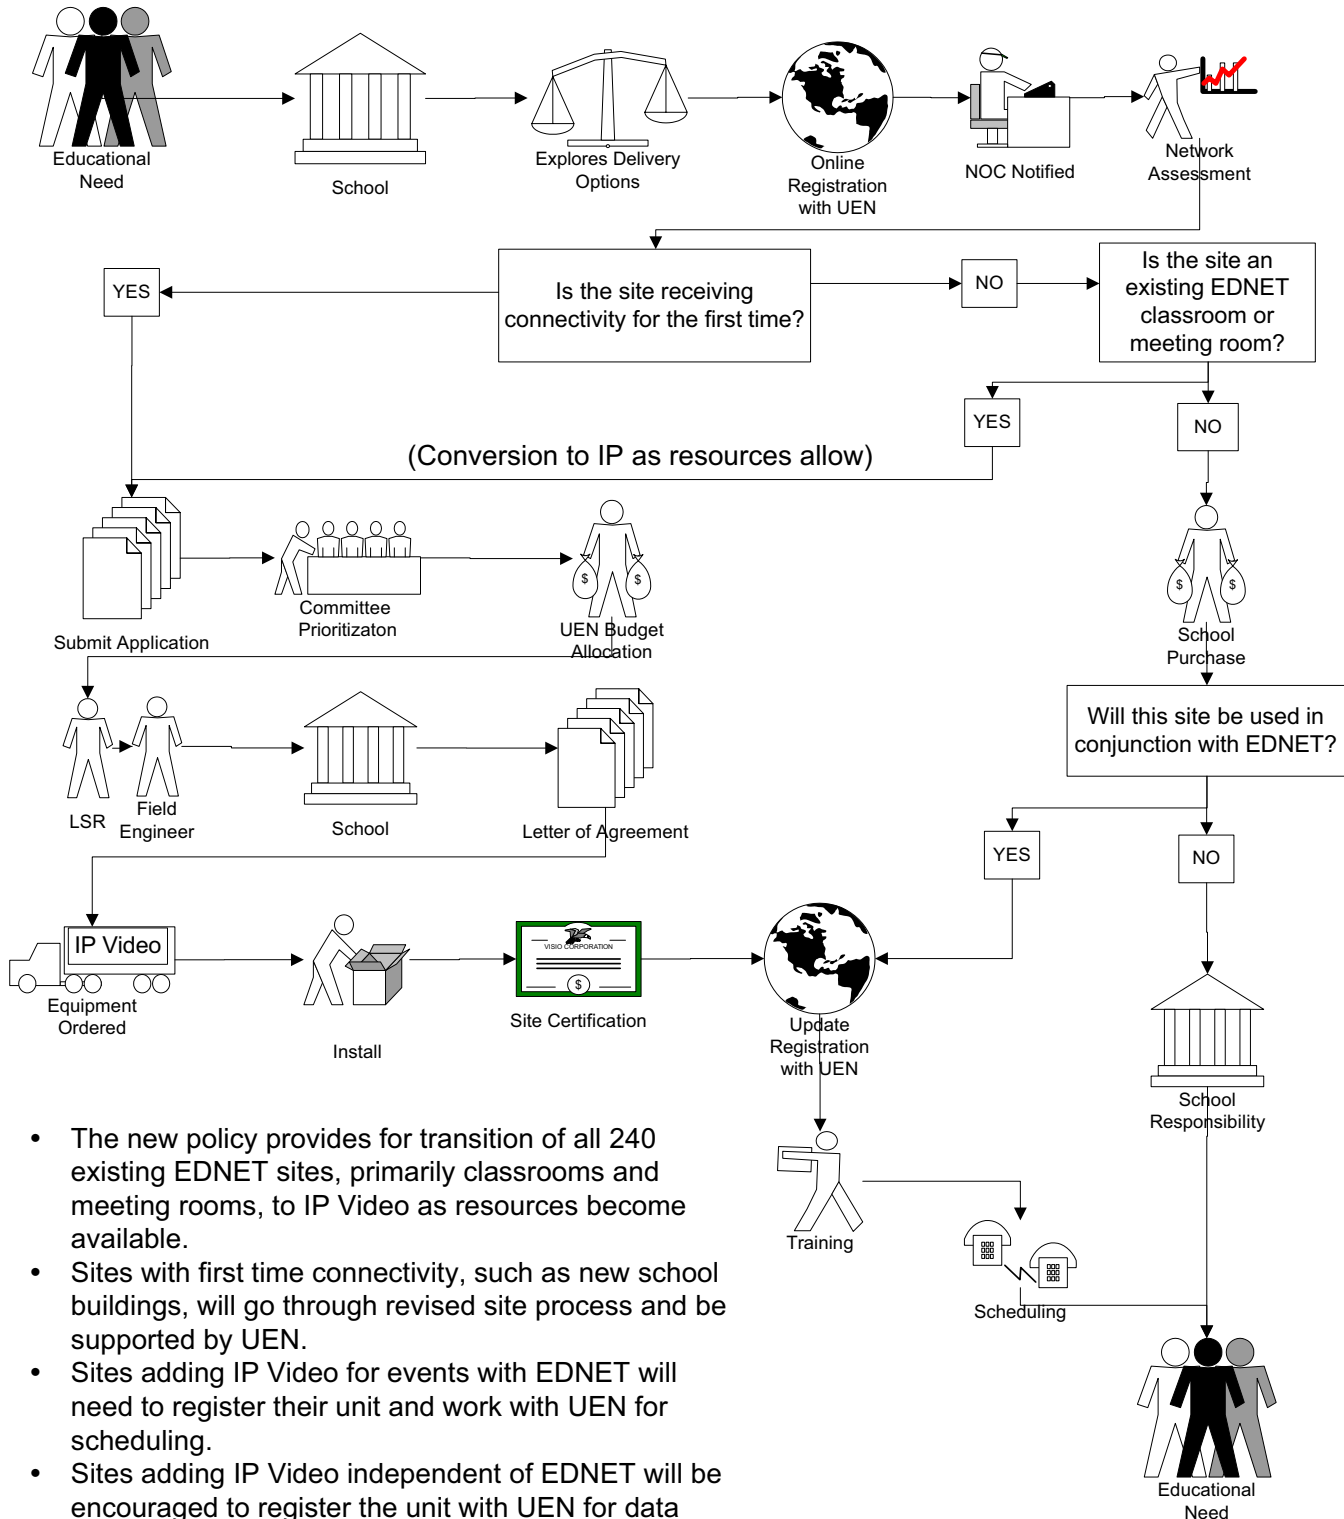 Educational
Need
School
Explores Delivery
Options
Online
Registration
with UEN
NOC Notified
Network
Assessment
YES
Is the site receiving
connectivity for the first time?
NO
Is the site an
existing EDNET
classroom or
meeting room?
YES
NO
(Conversion to IP as resources allow)
Submit Application
Committee
Prioritizaton
$ $
UEN Budget
Allocation
$ $
School
Purchase
LSR
Field
Engineer
School
Letter of Agreement
Will this site be used in
conjunction with EDNET?
YES
NO
IP Video
Equipment
Ordered
Install
VISIO CORPORATION
$
Site Certification
Update
Registration
with UEN
School
Responsibility
Training
Scheduling
Educational
Need
• The new policy provides for transition of all 240
existing EDNET sites, primarily classrooms and
meeting rooms, to IP Video as resources become
available.
• Sites with first time connectivity, such as new school
buildings, will go through revised site process and be
supported by UEN.
• Sites adding IP Video for events with EDNET will
need to register their unit and work with UEN for
scheduling.
• Sites adding IP Video independent of EDNET will be
encouraged to register the unit with UEN for data